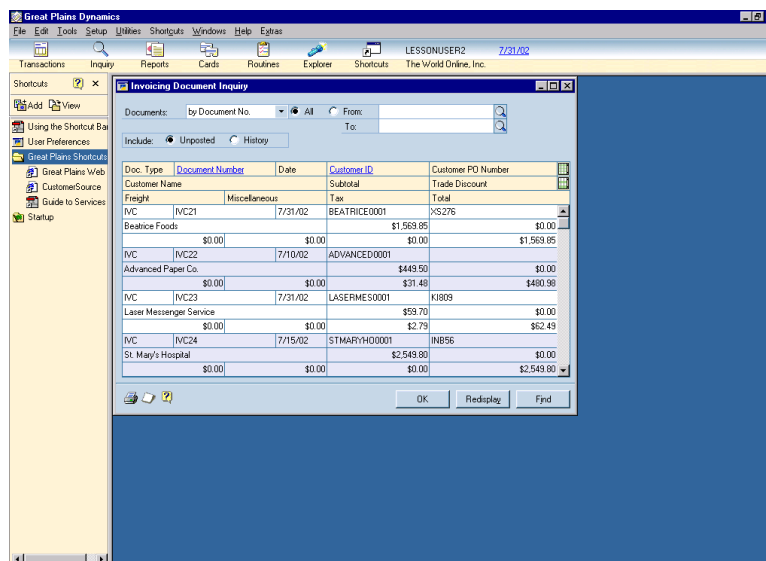 Great Plains Dynamics
File Edit Tools Setup Utilities Shortcuts Windows Help Extras
Transactions Inquiry Reports Cards Routines Explorer Shortcuts LESSONUSER2 7/31/02
The World Online, Inc.
Shortcuts
Add View
Using the Shortcut Bar
User Preferences
Great Plains Shortcuts
Great Plains Web
CustomerSource
Guide to Services
Startup
Invoicing Document Inquiry
Documents: by Document No. All From:
To:
Include: Unposted History
Doc. Type Document Number Date Customer ID Customer PO Number
Customer Name Subtotal Trade Discount
Freight Miscellaneous Tax Total
IVC IVC21 7/31/02 BEATRICE0001 XS276
Beatrice Foods $1,569.85 $0.00
$0.00 $0.00 $0.00 $1,569.85
IVC IVC22 7/10/02 ADVANCED0001
Advanced Paper Co. $449.50 $0.00
$0.00 $0.00 $31.48 $480.98
IVC IVC23 7/31/02 LASERMES0001 KI809
Laser Messenger Service $59.70 $0.00
$0.00 $0.00 $2.79 $62.49
IVC IVC24 7/15/02 STMARYHO0001 INB56
St. Mary's Hospital $2,549.80 $0.00
$0.00 $0.00 $0.00 $2,549.80
OK Redisplay Find